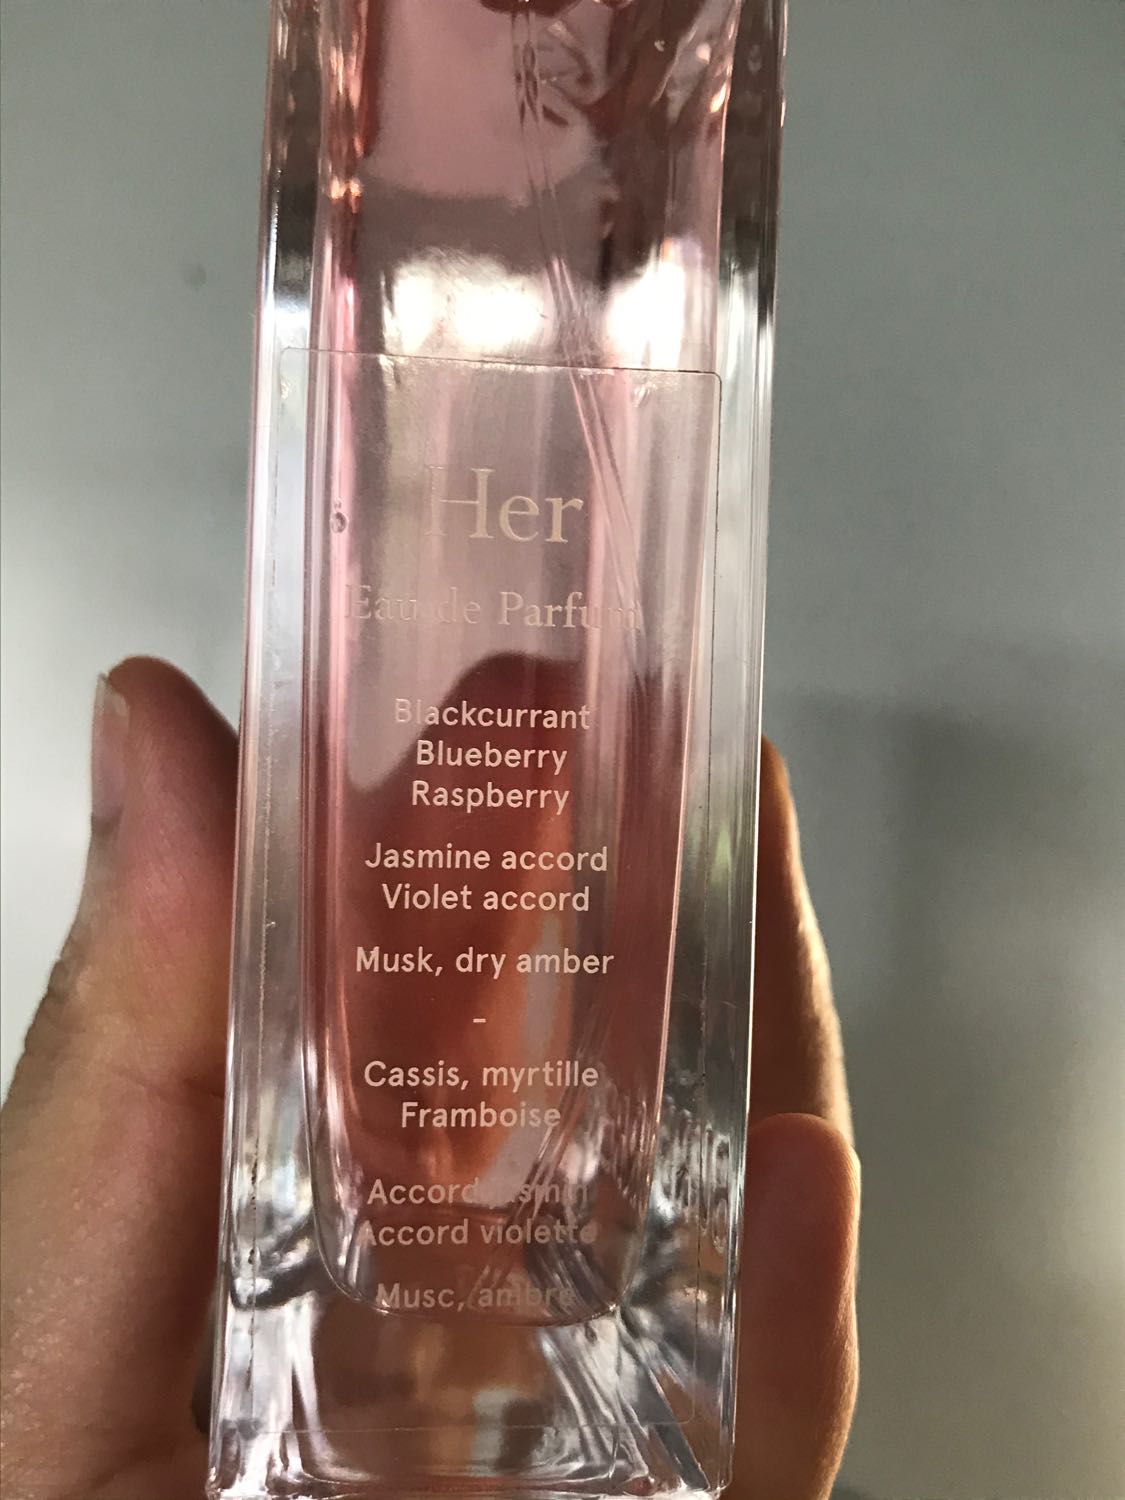 Her
Eau de Parfum
Blackcurrant
Blueberry
Raspberry
Jasmine accord
Violet accord
Musk, dry amber
-
Cassis, myrtille
Framboise
Accord jasmin
Accord violette
Musc, ambre